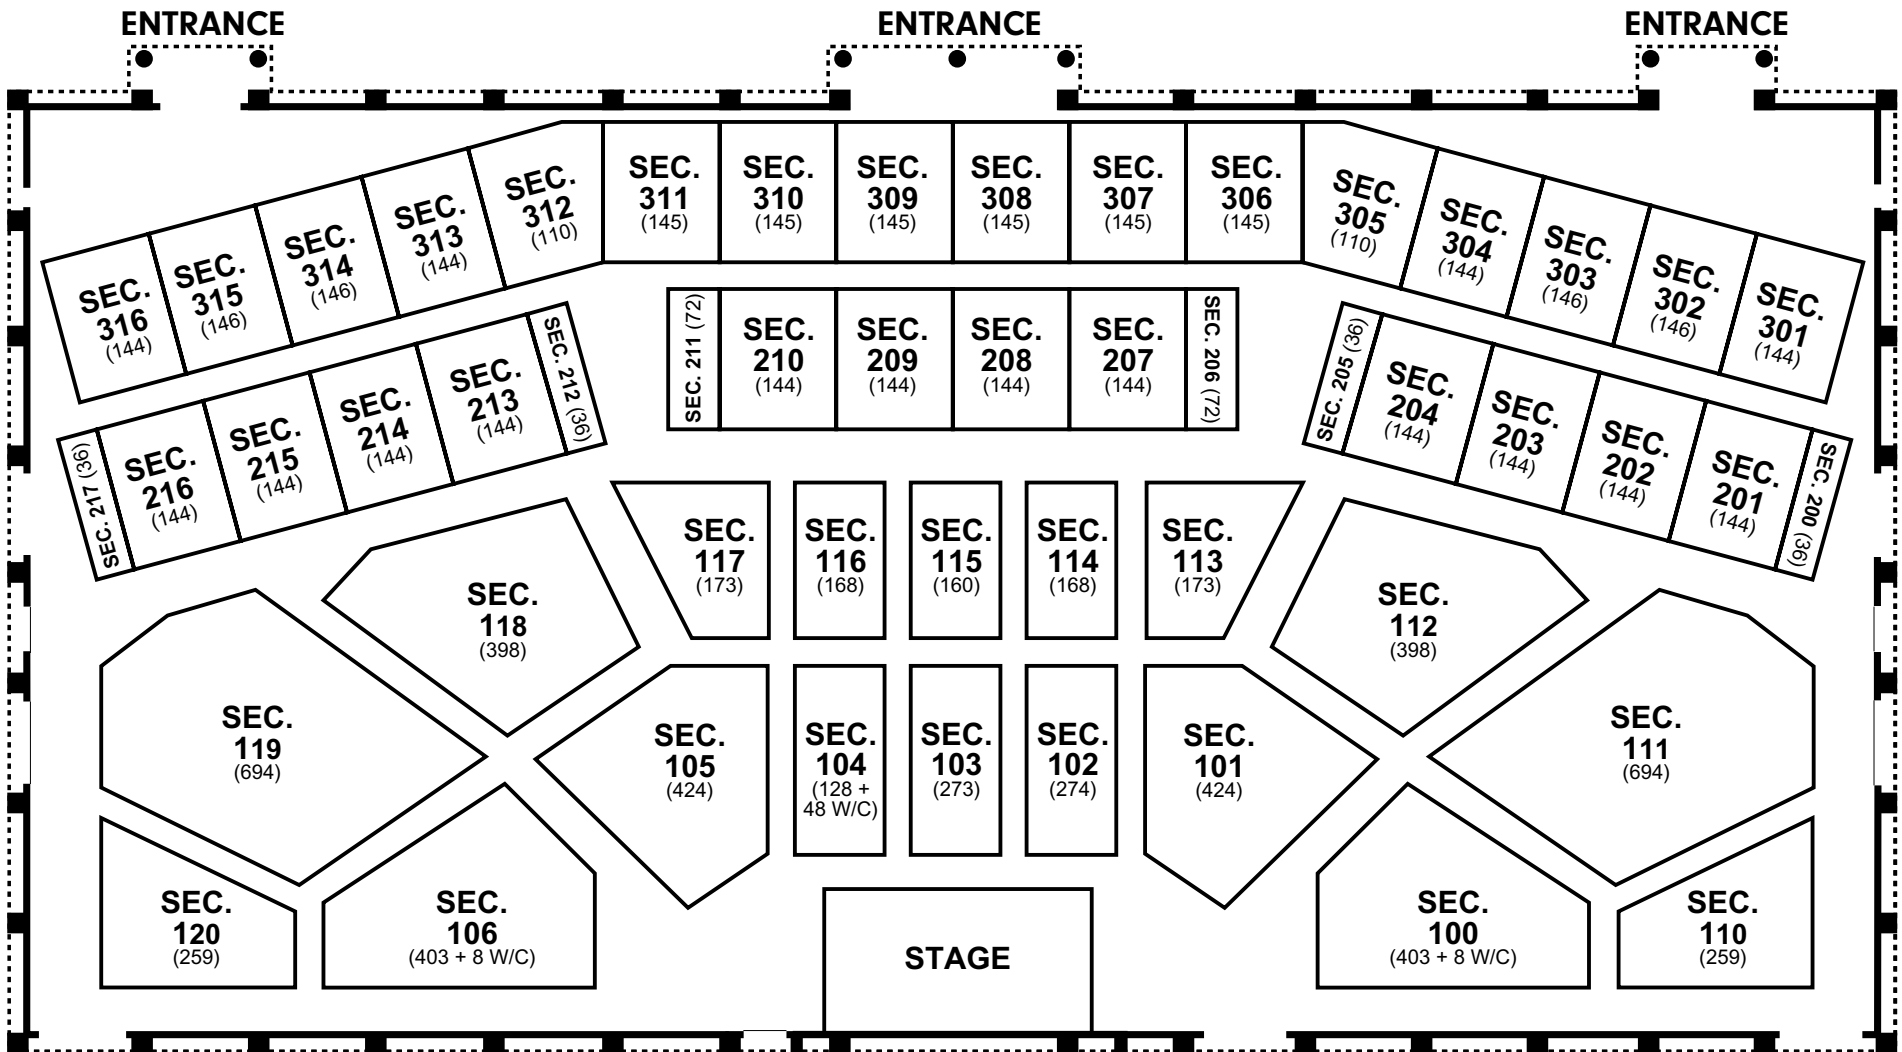 ENTRANCE
ENTRANCE
ENTRANCE
SEC.
316
(144)
SEC.
315
(146)
SEC.
314
(146)
SEC.
313
(144)
SEC.
312
(110)
SEC.
311
(145)
SEC.
310
(145)
SEC.
309
(145)
SEC.
308
(145)
SEC.
307
(145)
SEC.
306
(145)
SEC.
305
(110)
SEC.
304
(144)
SEC.
303
(146)
SEC.
302
(146)
SEC.
301
(144)
SEC. 217 (36)
SEC.
216
(144)
SEC.
215
(144)
SEC.
214
(144)
SEC.
213
(144)
SEC. 212 (36)
SEC. 211 (72)
SEC.
210
(144)
SEC.
209
(144)
SEC.
208
(144)
SEC.
207
(144)
SEC. 206 (72)
SEC. 205 (36)
SEC.
204
(144)
SEC.
203
(144)
SEC.
202
(144)
SEC.
201
(144)
SEC. 200 (36)
SEC.
117
(173)
SEC.
116
(168)
SEC.
115
(160)
SEC.
114
(168)
SEC.
113
(173)
SEC.
118
(398)
SEC.
112
(398)
SEC.
119
(694)
SEC.
105
(424)
SEC.
104
(128 +
48 W/C)
SEC.
103
(273)
SEC.
102
(274)
SEC.
101
(424)
SEC.
111
(694)
SEC.
120
(259)
SEC.
106
(403 + 8 W/C)
STAGE
SEC.
100
(403 + 8 W/C)
SEC.
110
(259)